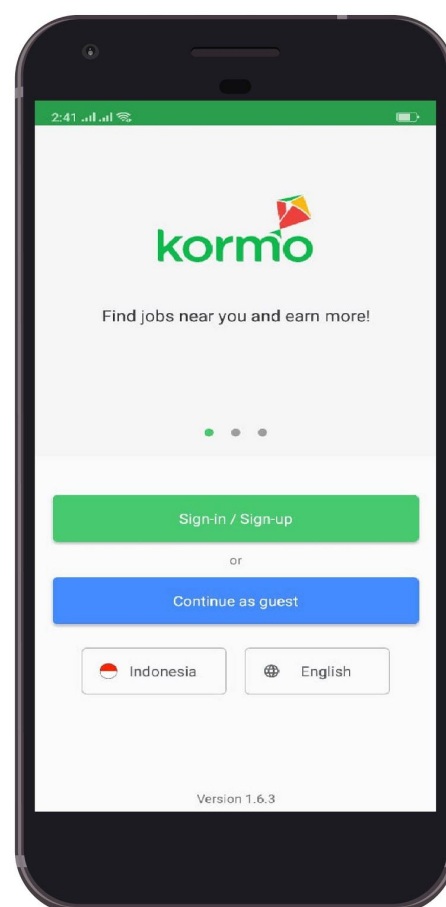 2:41
kormo
Find jobs near you and earn more!
Sign-in / Sign-up
or
Continue as guest
Indonesia
English
Version 1.6.3